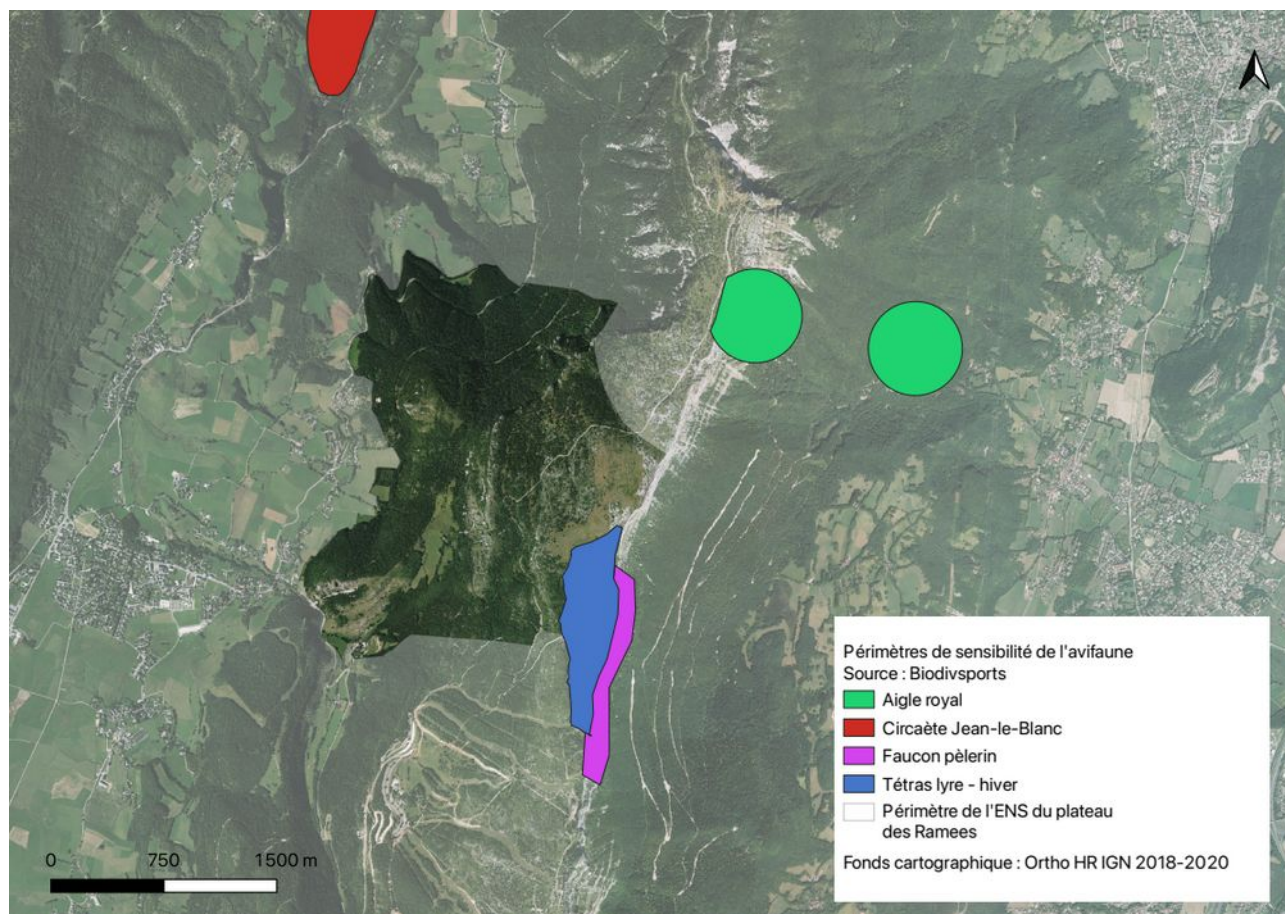 Périmètres de sensibilité de l'avifaune
Source : Biodivsports
Aigle royal
Circaète Jean-le-Blanc
Faucon pèlerin
Tétras lyre - hiver
Périmètre de l'ENS du plateau
des Ramees
Fonds cartographique : Ortho HR IGN 2018-2020
0 750 1500 m